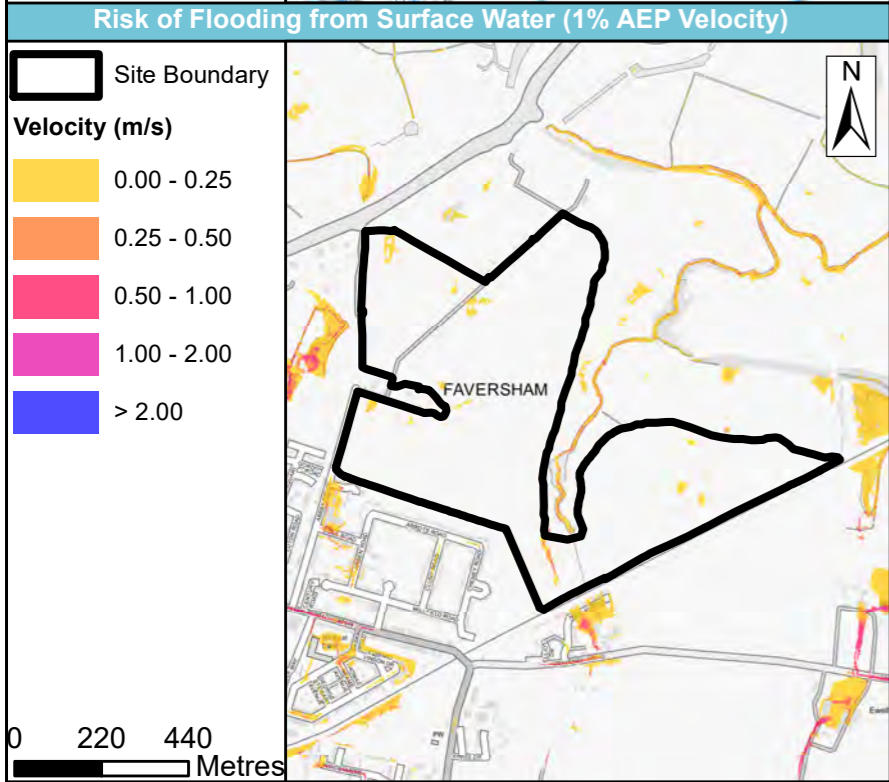 Risk of Flooding from Surface Water (1% AEP Velocity)
Site Boundary
Velocity (m/s)
0.00 - 0.25
0.25 - 0.50
0.50 - 1.00
1.00 - 2.00
> 2.00
0 220 440
Metres
N
FAVERSHAM
PW